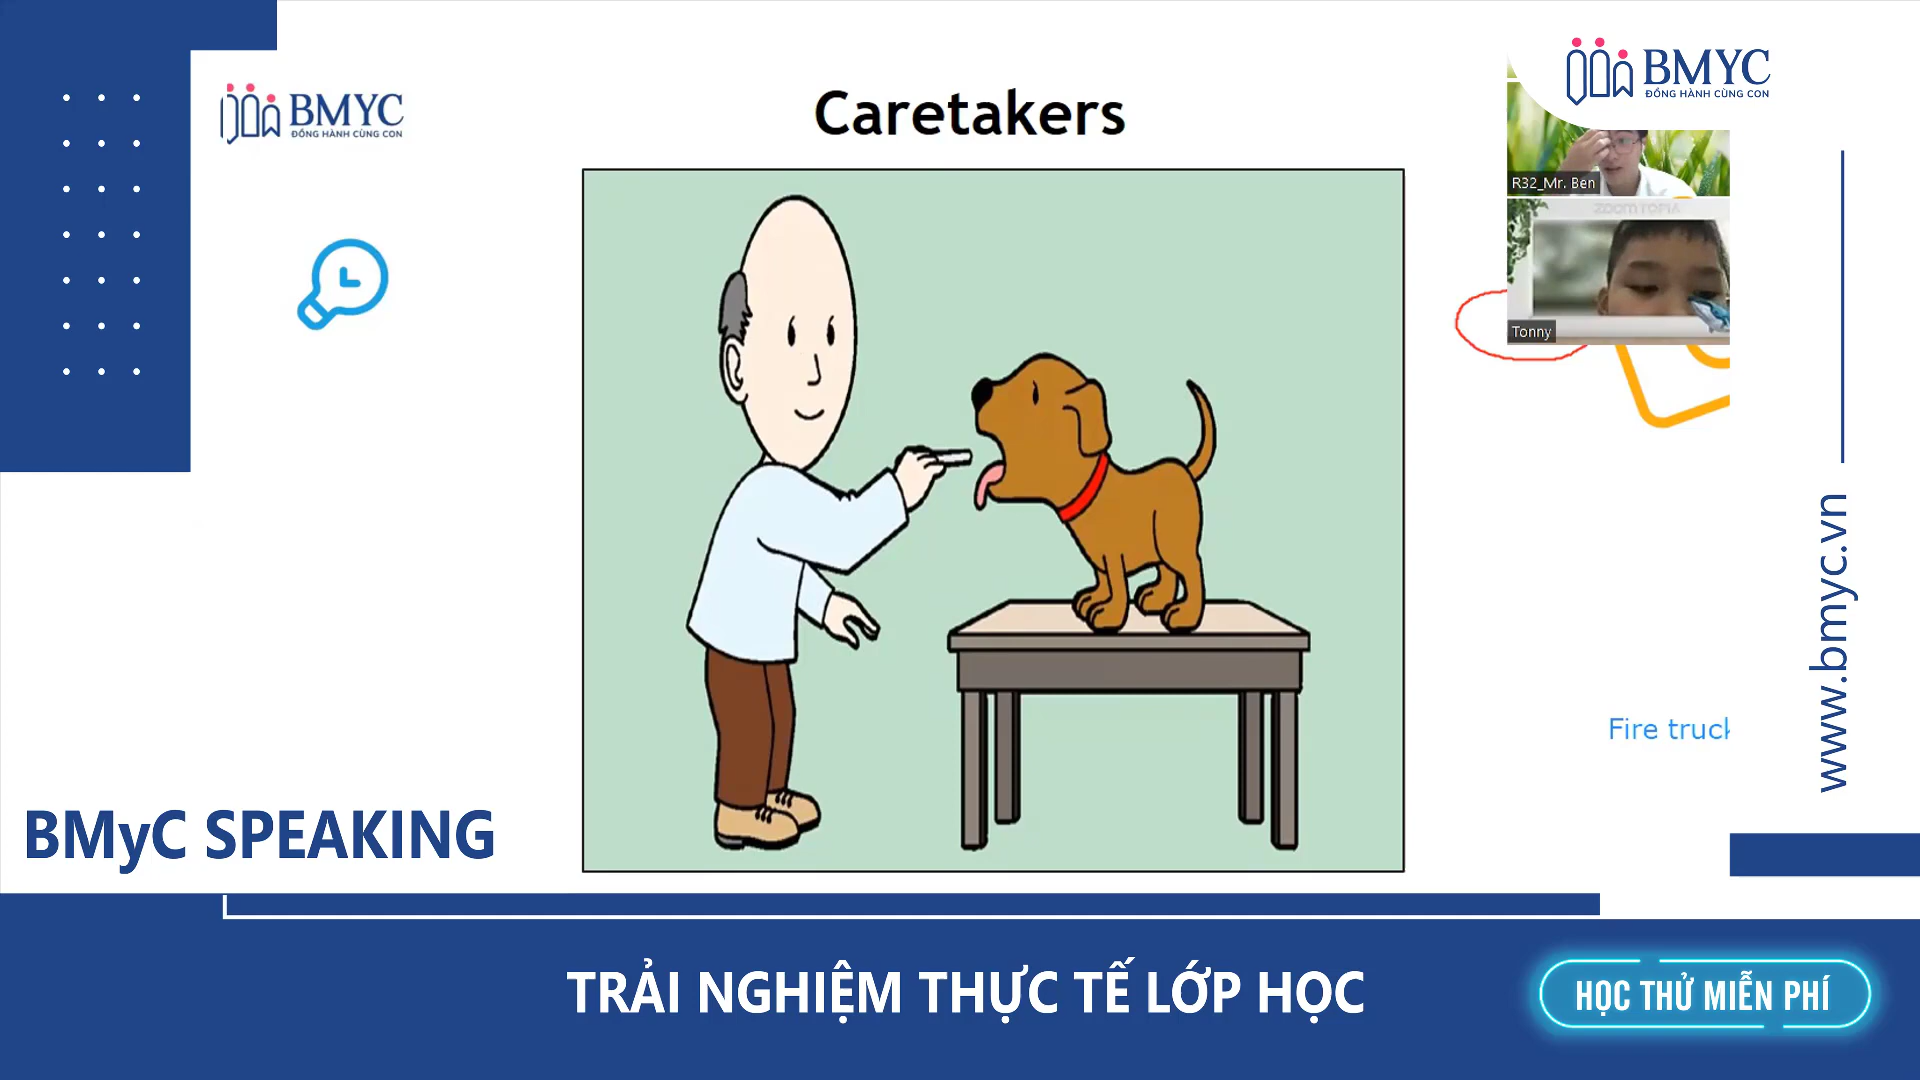 BMYC
ĐỒNG HÀNH CÙNG CON
Caretakers
BMYC
ĐỒNG HÀNH CÙNG CON
R32_Mr. Ben
ZOOMTOPIA
Tonny
Fire truck
www.bmyc.vn
BMyC SPEAKING
TRẢI NGHIỆM THỰC TẾ LỚP HỌC
HỌC THỬ MIỄN PHÍ